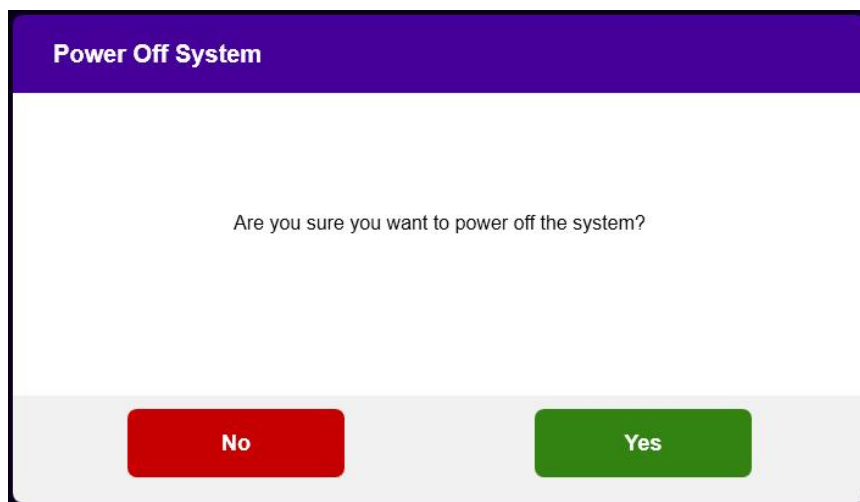 Power Off System
Are you sure you want to power off the system?
No
Yes